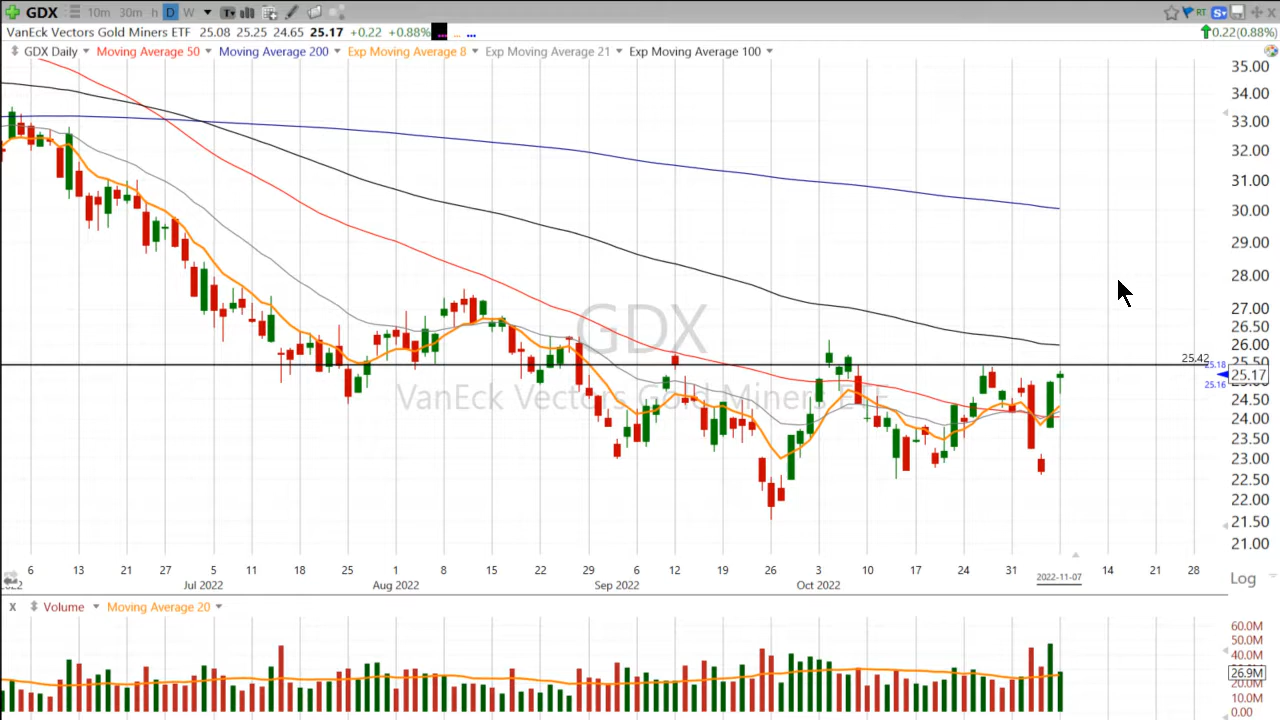 GDX 10m 30m h D W RT S
VanEck Vectors Gold Miners ETF 25.08 25.25 24.65 25.17 +0.22 +0.88% 0.22(0.88%)
GDX Daily Moving Average 50 Moving Average 200 Exp Moving Average 8 Exp Moving Average 21 Exp Moving Average 100
35.00
34.00
33.00
32.00
31.00
30.00
29.00
28.00
27.00
26.50
26.00
25.42 25.50
25.18
25.17
25.16
24.50
24.00
23.50
23.00
22.50
22.00
21.50
21.00
GDX
VanEck Vectors Gold Miners ETF
6 13 21 27 5 11 18 25 1 8 15 22 29 6 12 19 26 3 10 17 24 31 2022-11-07 14 21 28
2022 Jul 2022 Aug 2022 Sep 2022 Oct 2022
Log
X Volume Moving Average 20
60.0M
50.0M
40.0M
26.9M
20.0M
10.0M
0.00